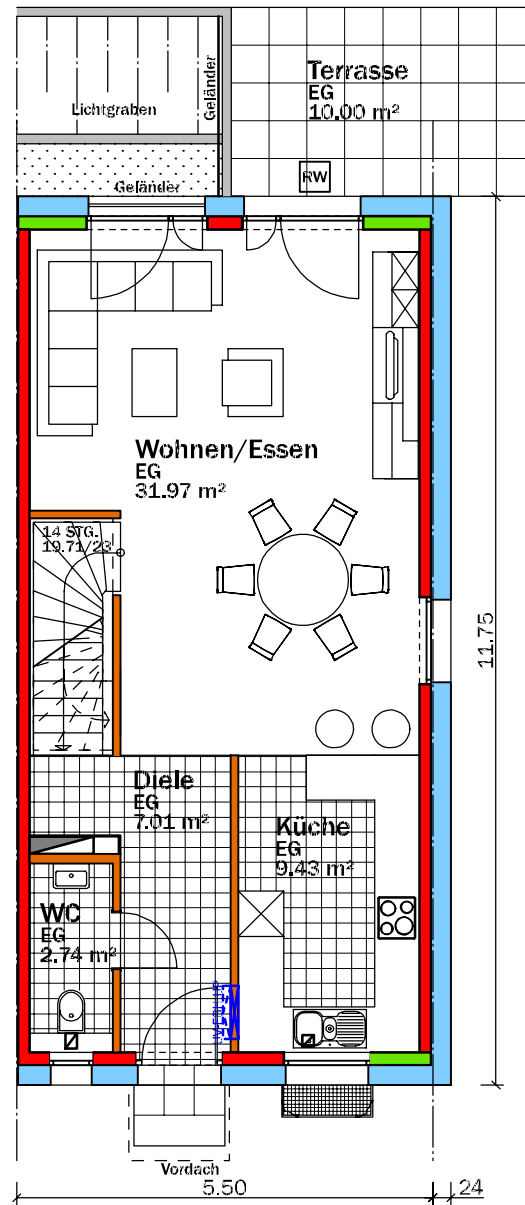 Terrasse
EG
10.00 m²
Geländer
Lichtgraben
RW
Geländer
Wohnen/Essen
EG
31.97 m²
14 STG.
19.71/23
11.75
Diele
EG
7.01 m²
Küche
EG
9.43 m²
WC
EG
2.74 m²
Vordach
5.50
24